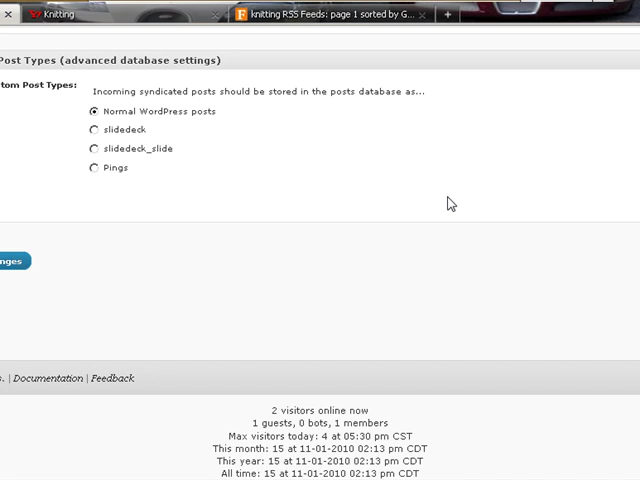 Knitting
knitting RSS Feeds: page 1 sorted by G...
Post Types (advanced database settings)
tom Post Types:
Incoming syndicated posts should be stored in the posts database as...
Normal WordPress posts
slidedeck
slidedeck_slide
Pings
nges
s. | Documentation | Feedback
2 visitors online now
1 guests, 0 bots, 1 members
Max visitors today: 4 at 05:30 pm CST
This month: 15 at 11-01-2010 02:13 pm CDT
This year: 15 at 11-01-2010 02:13 pm CDT
All time: 15 at 11-01-2010 02:13 pm CDT